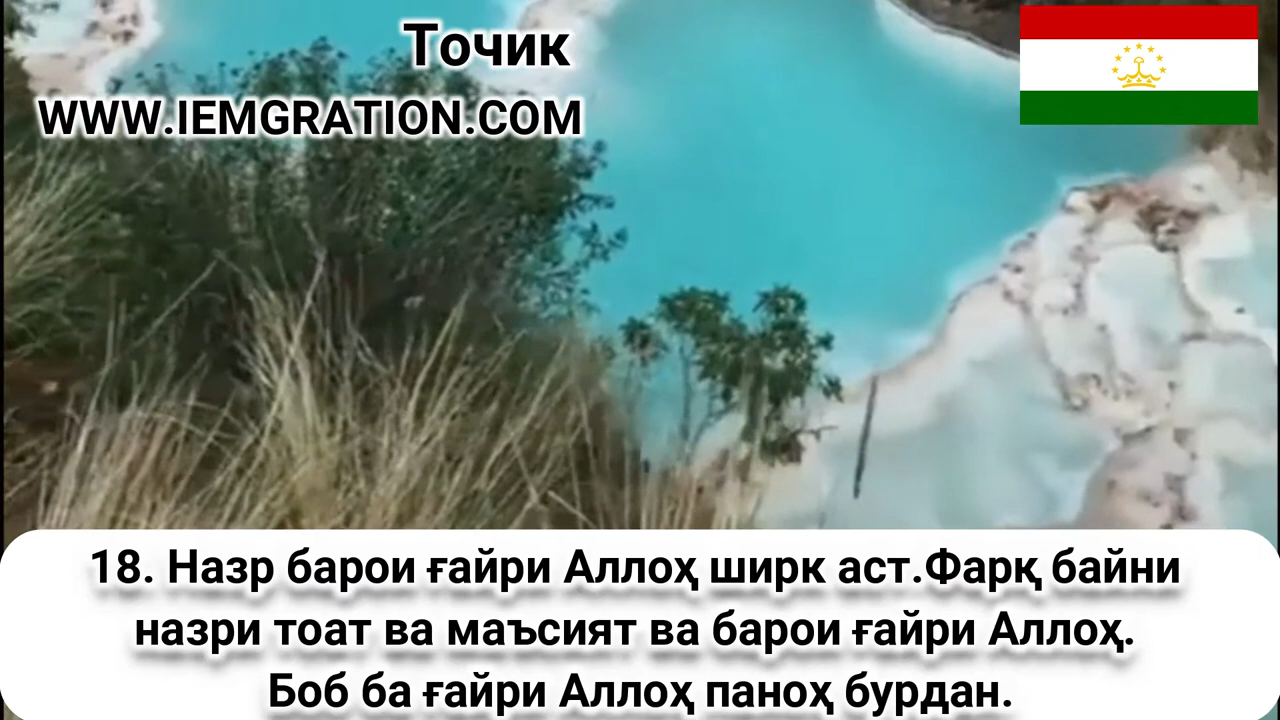 Точик
WWW.IEMGRATION.COM
18. Назр барои ғайри Аллоҳ ширк аст.Фарқ байни
назри тоат ва маъсият ва барои ғайри Аллоҳ.
Боб ба ғайри Аллоҳ паноҳ бурдан.